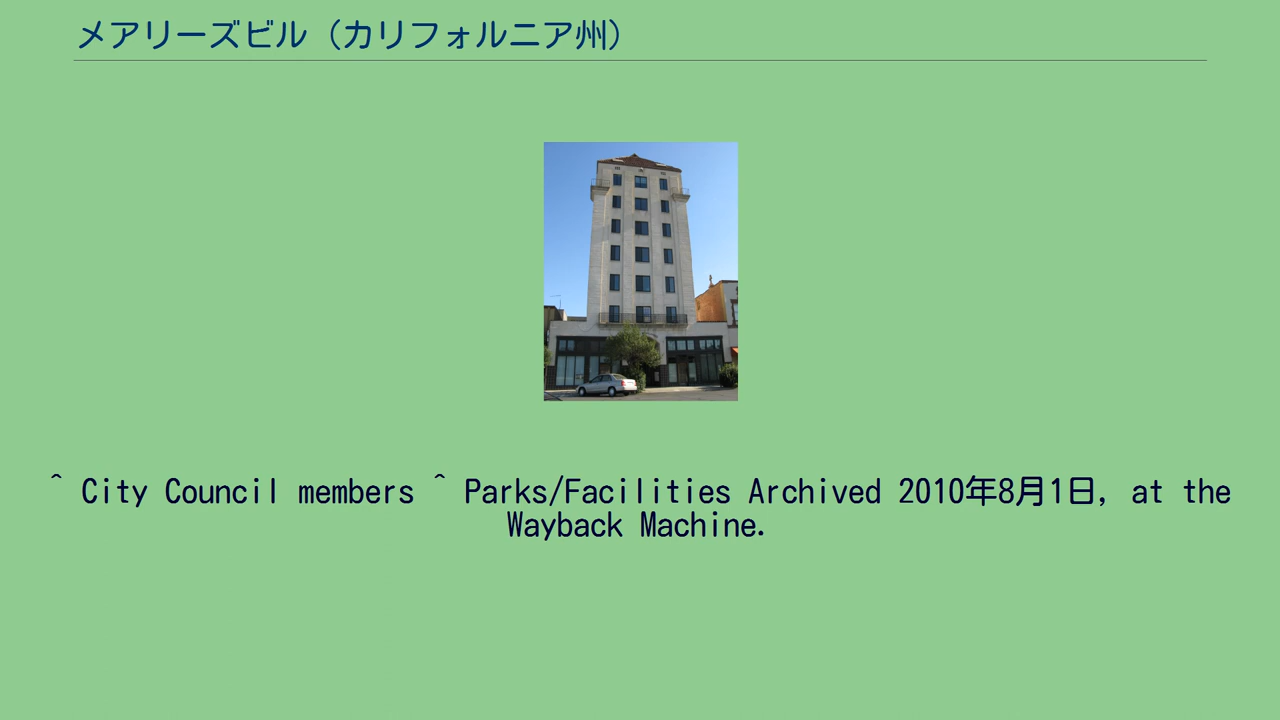 メアリーズビル（カリフォルニア州）
^ City Council members ^ Parks/Facilities Archived 2010年8月1日, at the
Wayback Machine.